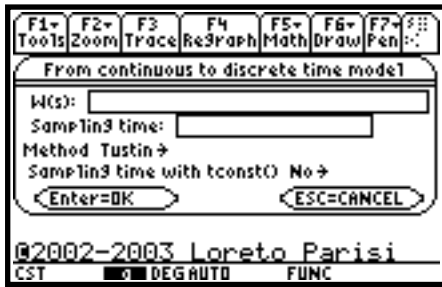 F1 F2 F3 F4 F5 F6 F7
Tools Zoom Trace ReGraph Math Draw Pen
From continuous to discrete time model
W(s):
Sampling time:
Method Tustin→
Sampling time with tconst() No→
Enter=OK ESC=CANCEL
@2002-2003 Loreto Parisi
CST DEG AUTO FUNC